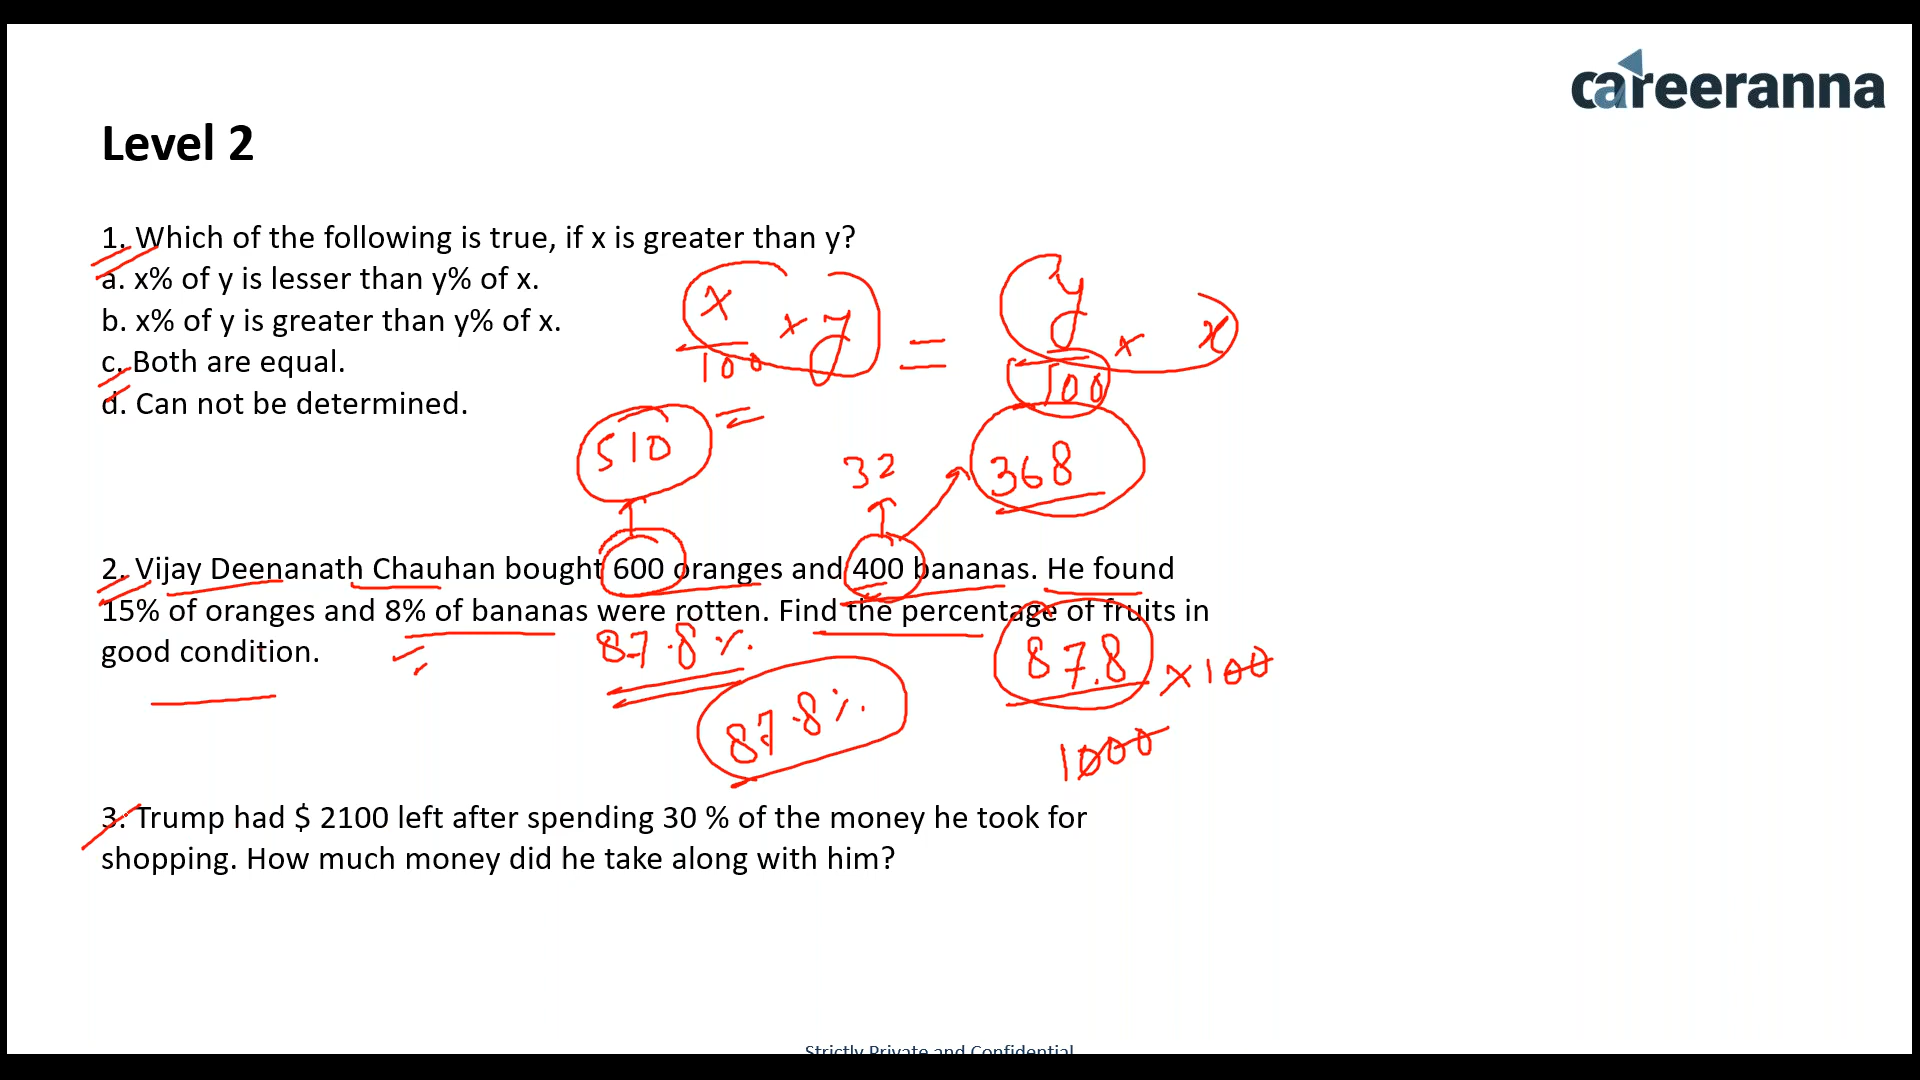 careeranna
Level 2
1. Which of the following is true, if x is greater than y?
a. x% of y is lesser than y% of x.
b. x% of y is greater than y% of x.
c. Both are equal.
d. Can not be determined.
x/100 × y = y/100 × x
510
32
368
2. Vijay Deenanath Chauhan bought 600 oranges and 400 bananas. He found
15% of oranges and 8% of bananas were rotten. Find the percentage of fruits in
good condition.
87.8%
87.8 × 100
1000
87.8%
3. Trump had $ 2100 left after spending 30 % of the money he took for
shopping. How much money did he take along with him?
Strictly Private and Confidential